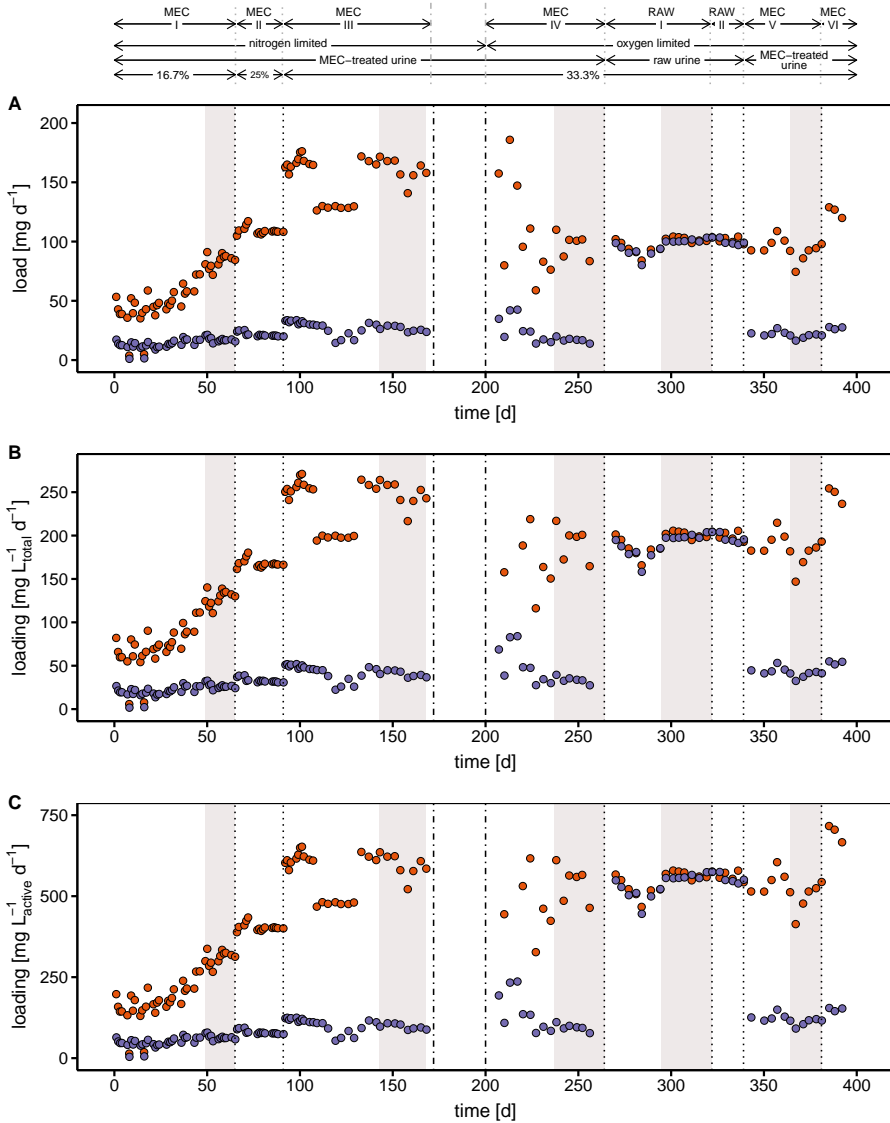 MEC MEC MEC MEC RAW RAW MEC MEC
I II III IV I II V VI
nitrogen limited oxygen limited
MEC−treated urine raw urine MEC−treated urine
16.7% 25% 33.3%
A
load [mg d⁻¹]
200
150
100
50
0
0 50 100 150 200 250 300 350 400
time [d]
B
loading [mg L⁻¹total d⁻¹]
250
200
150
100
50
0
0 50 100 150 200 250 300 350 400
time [d]
C
loading [mg L⁻¹active d⁻¹]
750
500
250
0
0 50 100 150 200 250 300 350 400
time [d]